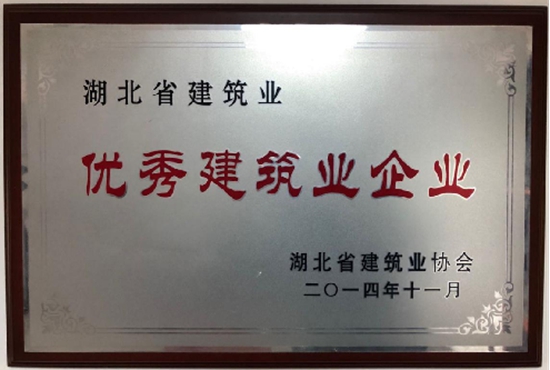 湖北省建筑业
优秀建筑业企业
湖北省建筑业协会
二〇一四年十一月